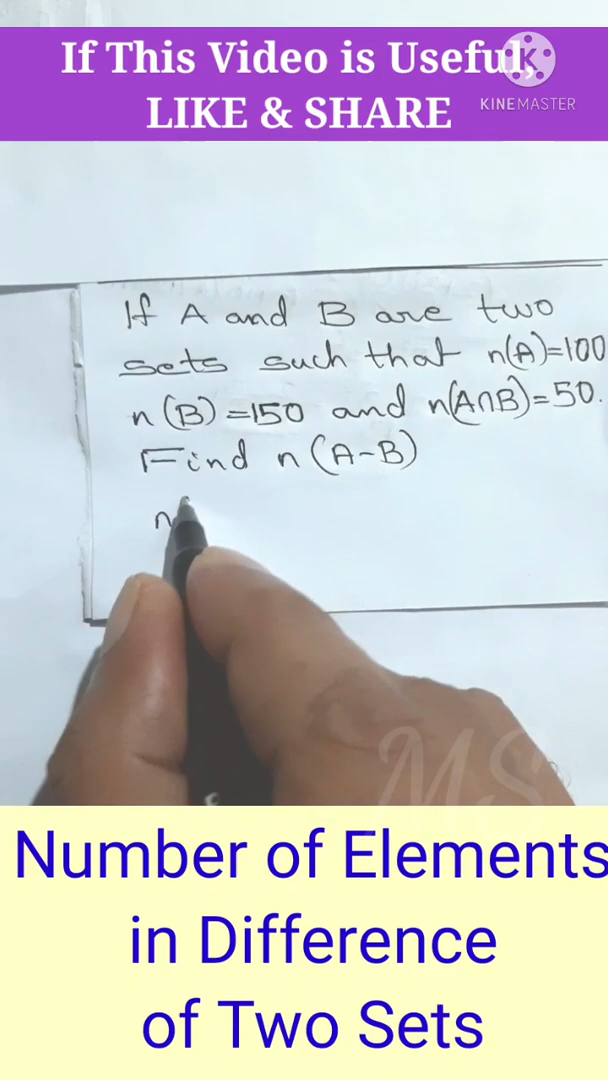 If This Video is Useful,
LIKE & SHARE
KINEMASTER
If A and B are two
sets such that n(A)=100
n(B)=150 and n(A∩B)=50.
Find n(A-B)
n
MS
Number of Elements
in Difference
of Two Sets